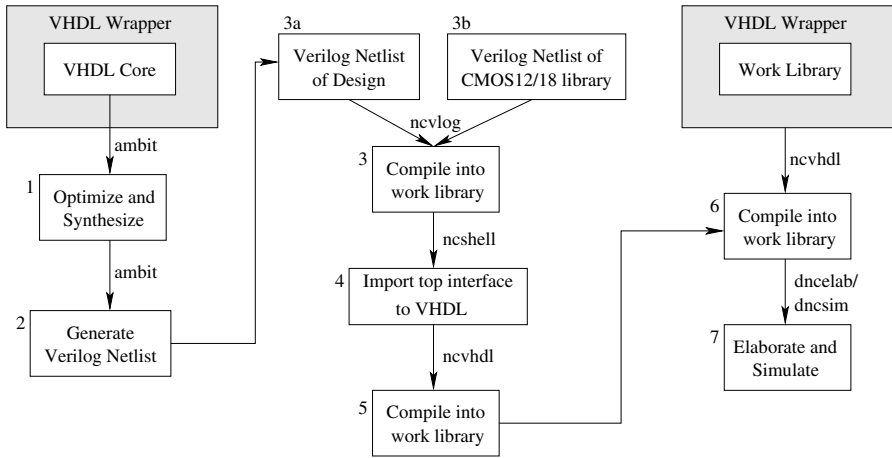 VHDL Wrapper
VHDL Core
ambit
1
Optimize and
Synthesize
ambit
2
Generate
Verilog Netlist
3a
Verilog Netlist
of Design
3b
Verilog Netlist of
CMOS12/18 library
ncvlog
3
Compile into
work library
ncshell
4
Import top interface
to VHDL
ncvhdl
5
Compile into
work library
VHDL Wrapper
Work Library
ncvhdl
6
Compile into
work library
dncelab/
dncsim
7
Elaborate and
Simulate